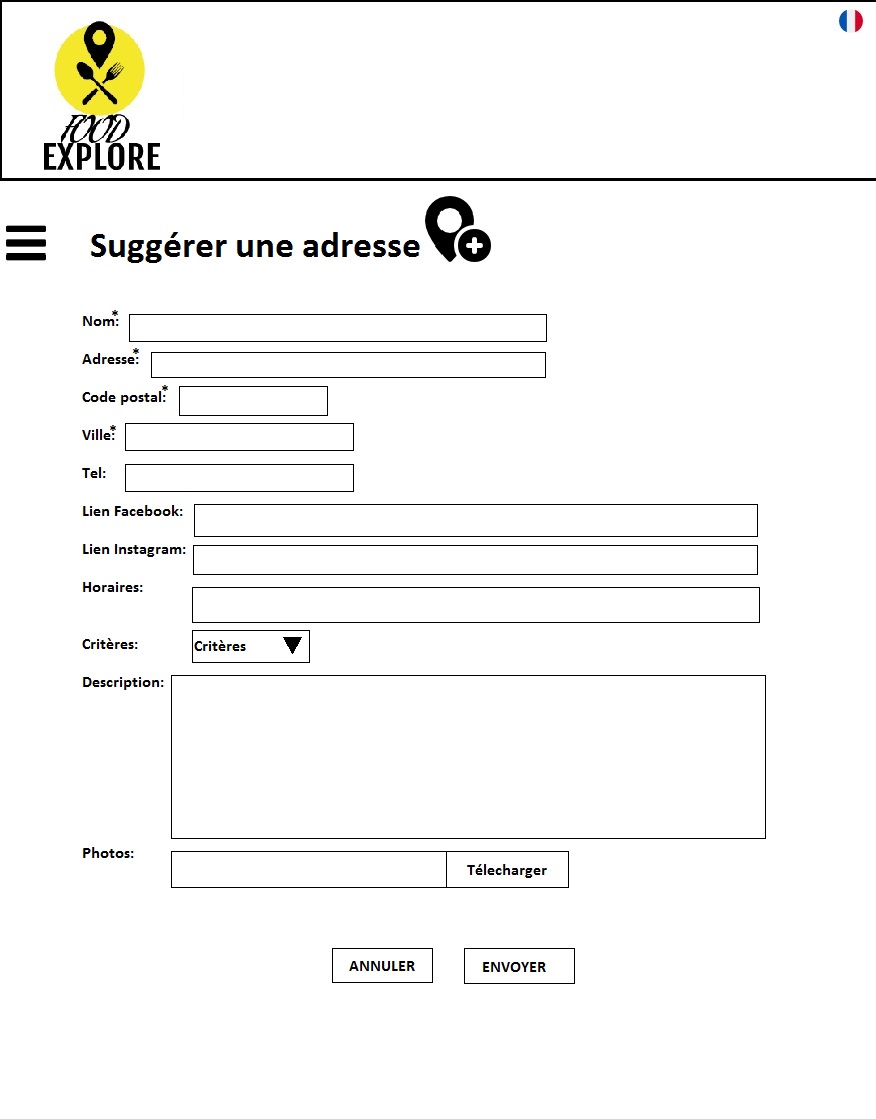 FOOD
EXPLORE
Suggérer une adresse
Nom:*
Adresse:*
Code postal:*
Ville:*
Tel:
Lien Facebook:
Lien Instagram:
Horaires:
Critères: Critères
Description:
Photos: Télecharger
ANNULER ENVOYER